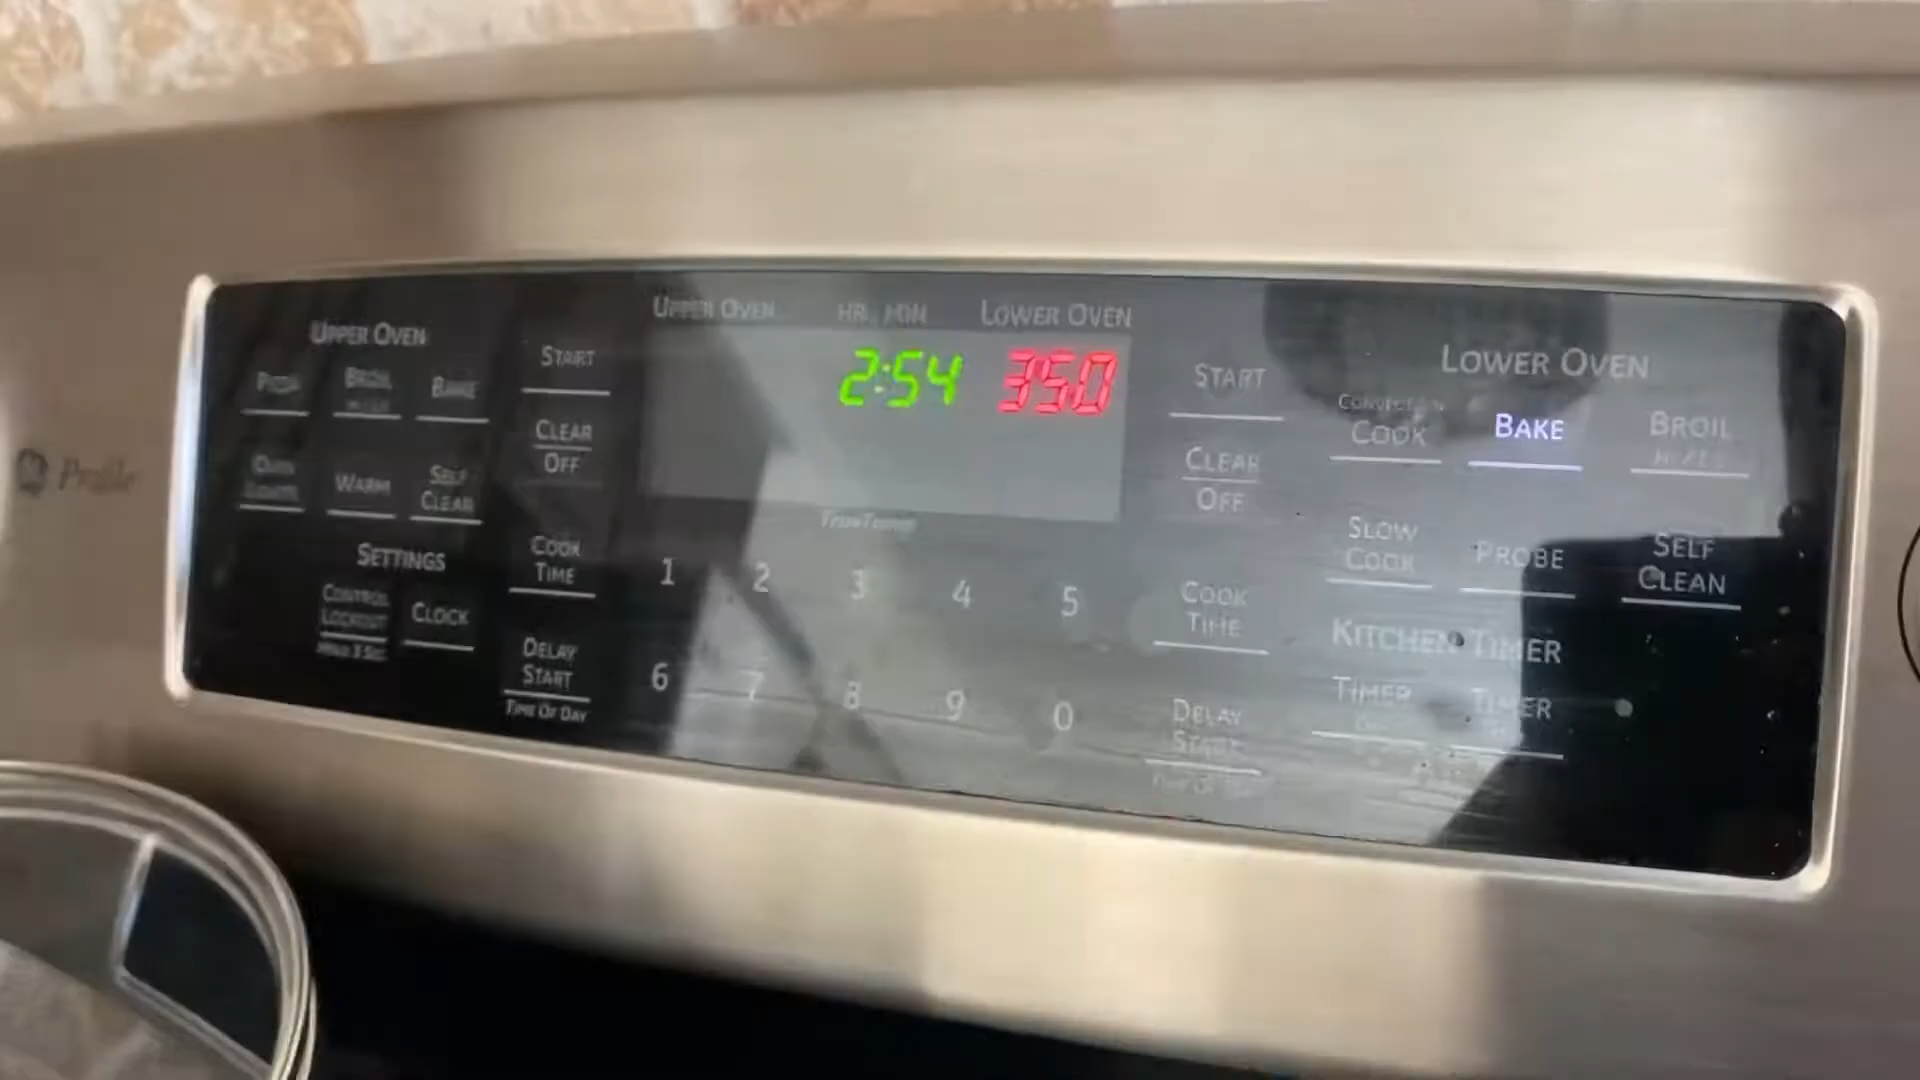 Profile
UPPER OVEN
BROIL
BAKE
WARM
SELF
CLEAN
SETTINGS
CONTROL
LOCKOUT
CLOCK
START
CLEAR
OFF
COOK
TIME
DELAY
START
TIME OF DAY
UPPER OVEN
HR. MIN
LOWER OVEN
2:54
350
TrueTemp
1
2
3
4
5
6
7
8
9
0
START
CLEAR
OFF
COOK
TIME
DELAY
START
LOWER OVEN
CONVECTION
COOK
BAKE
BROIL
SLOW
COOK
PROBE
SELF
CLEAN
KITCHEN TIMER
TIMER
TIMER